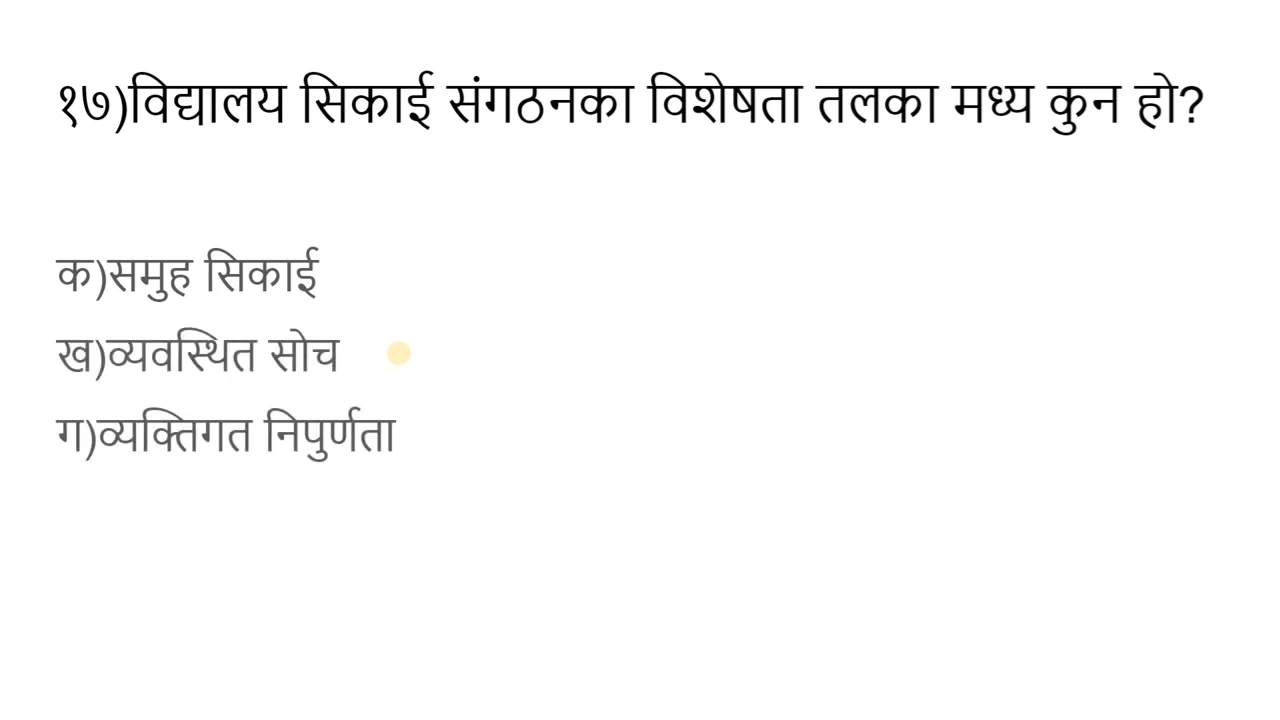 १७)विद्यालय सिकाई संगठनका विशेषता तलका मध्य कुन हो?
क)समुह सिकाई
ख)व्यवस्थित सोच
ग)व्यक्तिगत निपुर्णता